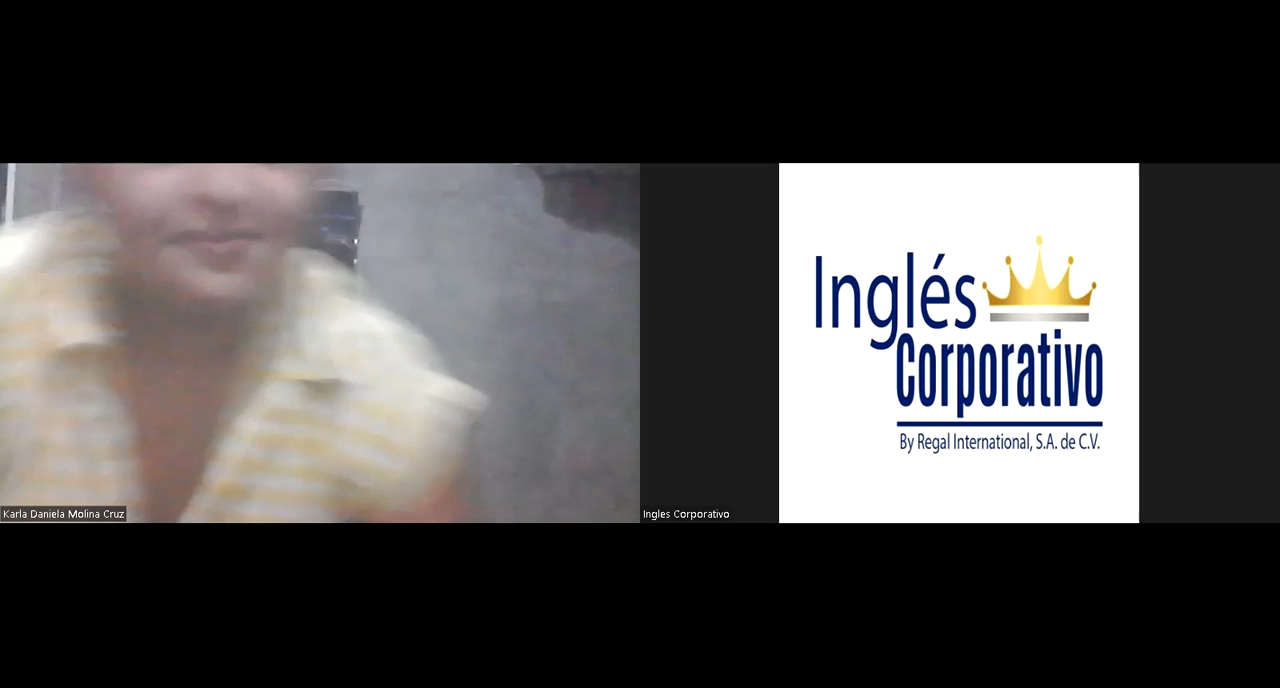 Inglés
Corporativo
By Regal International, S.A. de C.V.
Karla Daniela Molina Cruz
Ingles Corporativo